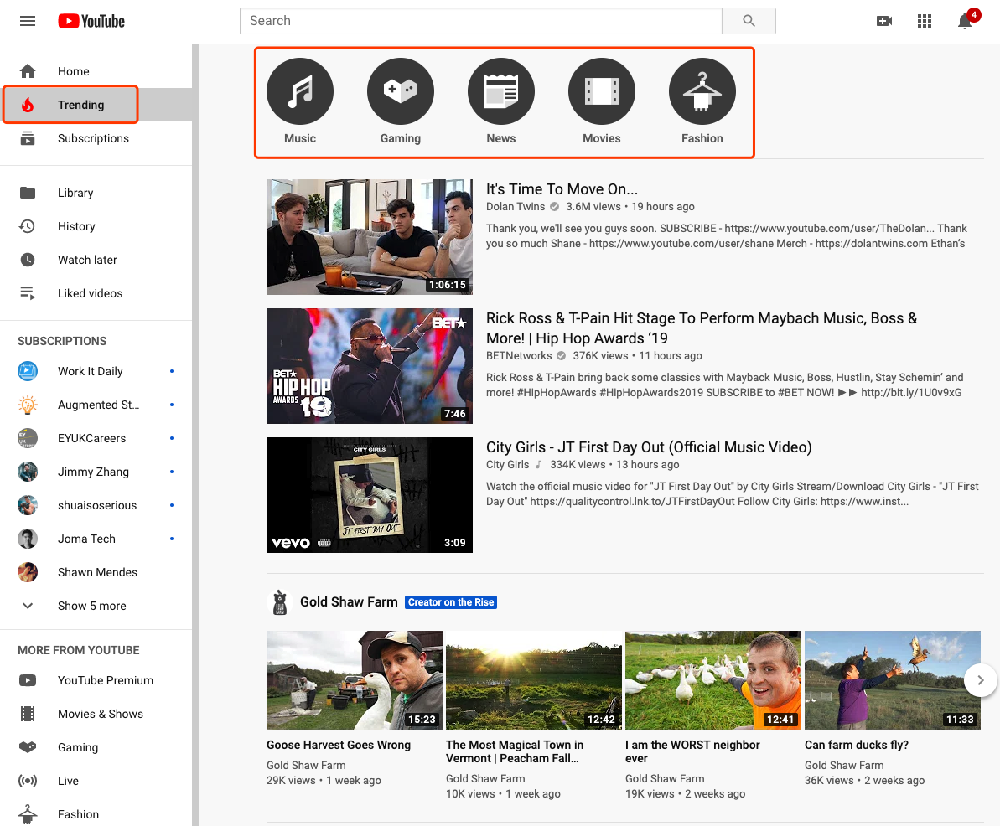 YouTube
Search
4
Home
Trending
Subscriptions
Library
History
Watch later
Liked videos
SUBSCRIPTIONS
Work It Daily
Augmented St...
EYUKCareers
Jimmy Zhang
shuaisoserious
Joma Tech
Shawn Mendes
Show 5 more
MORE FROM YOUTUBE
YouTube Premium
Movies & Shows
Gaming
Live
Fashion
Music
Gaming
News
Movies
Fashion
1:06:15
It's Time To Move On...
Dolan Twins 3.6M views • 19 hours ago
Thank you, we'll see you guys soon. SUBSCRIBE - https://www.youtube.com/user/TheDolan... Thank
you so much Shane - https://www.youtube.com/user/shane Merch - https://dolantwins.com Ethan's
BET★
BET★
HIP HOP
AWARDS 19
7:46
Rick Ross & T-Pain Hit Stage To Perform Maybach Music, Boss &
More! | Hip Hop Awards ‘19
BETNetworks 376K views • 11 hours ago
Rick Ross & T-Pain bring back some classics with Mayback Music, Boss, Hustlin, Stay Schemin’ and
more! #HipHopAwards #HipHopAwards2019 SUBSCRIBE to #BET NOW! ►► http://bit.ly/1U0v9xG
CITY GIRLS
JT FIRST DAY OUT
vevo
3:09
City Girls - JT First Day Out (Official Music Video)
City Girls 334K views • 13 hours ago
Watch the official music video for "JT First Day Out" by City Girls Stream/Download City Girls - "JT First
Day Out" https://qualitycontrol.lnk.to/JTFirstDayOut Follow City Girls: https://www.inst...
Gold Shaw Farm Creator on the Rise
15:23
Goose Harvest Goes Wrong
Gold Shaw Farm
29K views • 1 week ago
12:42
The Most Magical Town in
Vermont | Peacham Fall...
Gold Shaw Farm
10K views • 1 week ago
12:41
I am the WORST neighbor
ever
Gold Shaw Farm
19K views • 2 weeks ago
11:33
Can farm ducks fly?
Gold Shaw Farm
36K views • 2 weeks ago